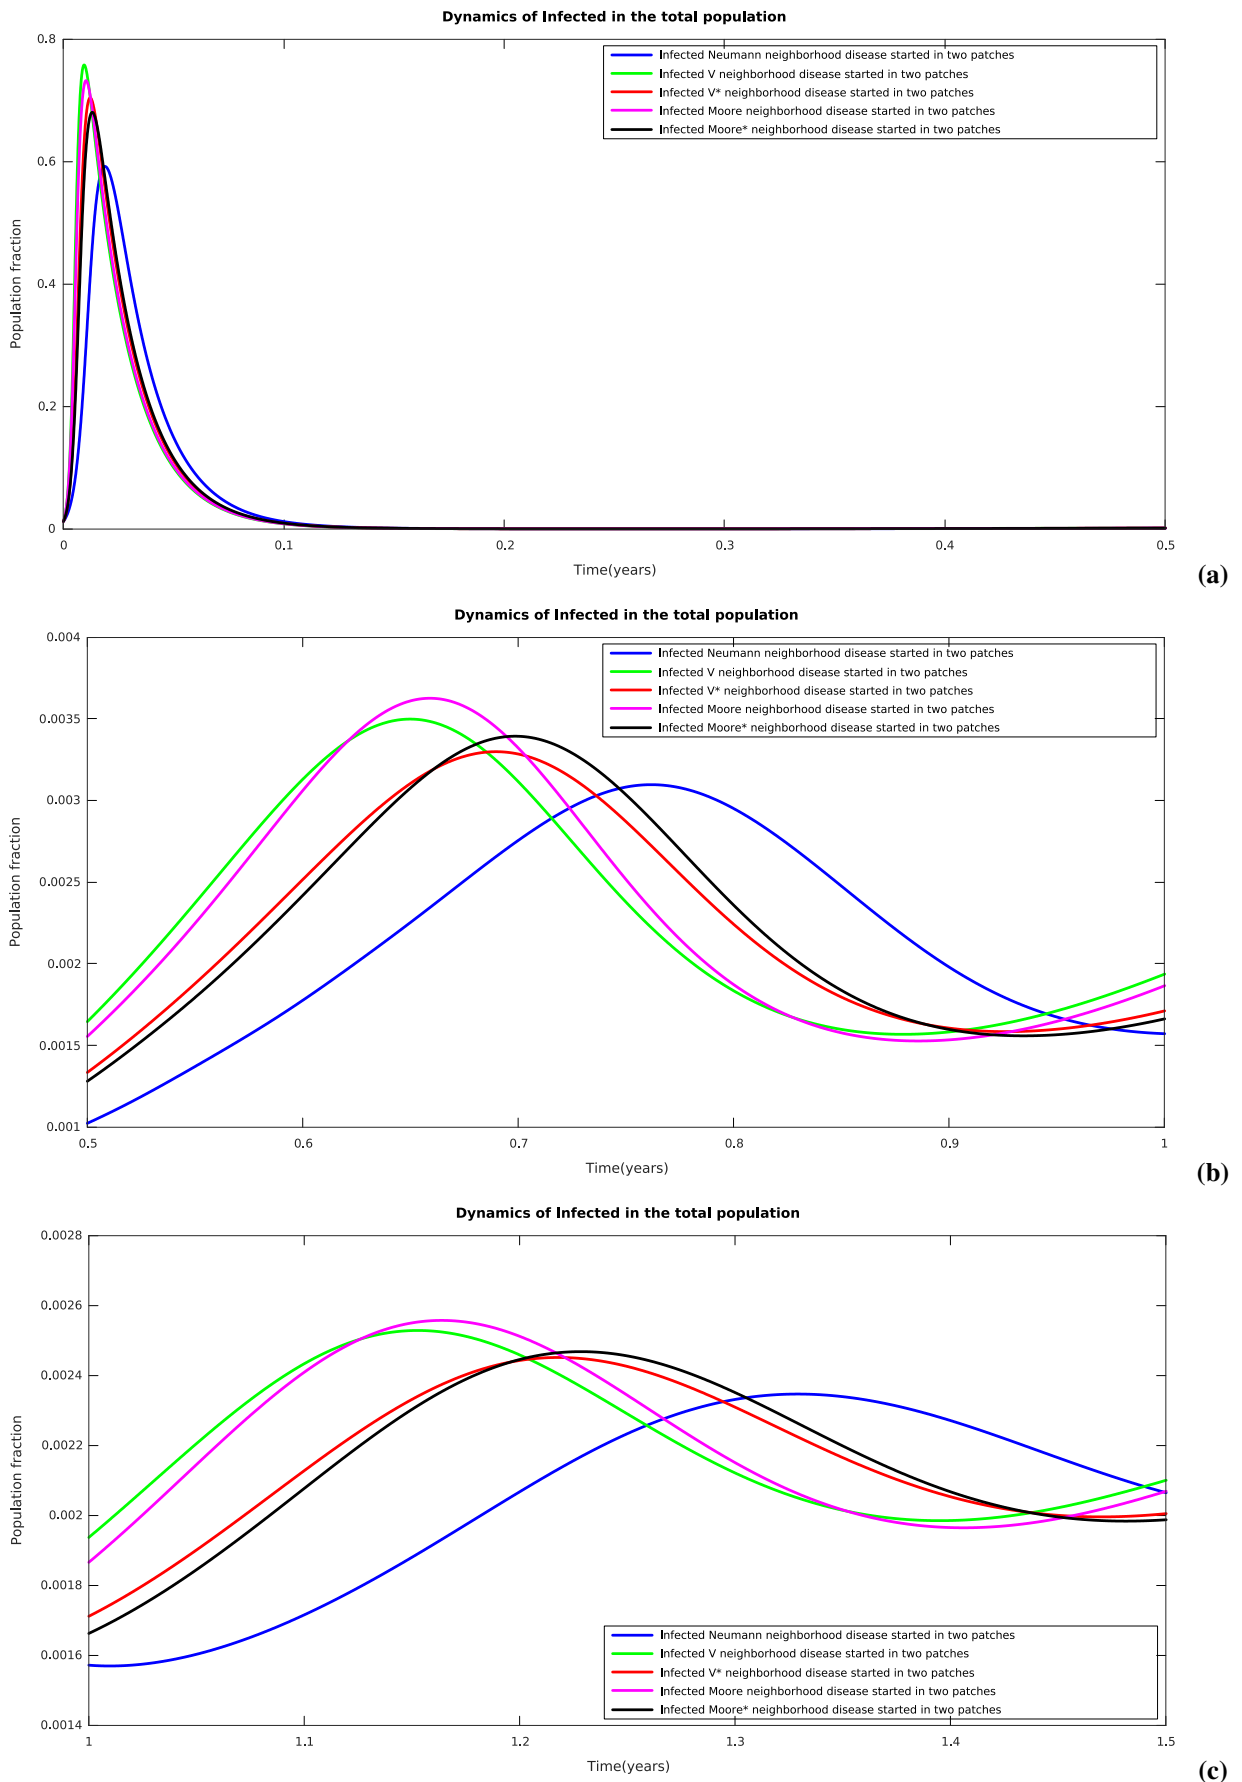 Dynamics of Infected in the total population
0.8
0.6
0.4
0.2
0
Population fraction
Infected Neumann neighborhood disease started in two patches
Infected V neighborhood disease started in two patches
Infected V* neighborhood disease started in two patches
Infected Moore neighborhood disease started in two patches
Infected Moore* neighborhood disease started in two patches
0 0.1 0.2 0.3 0.4 0.5
Time(years)
(a)
Dynamics of Infected in the total population
0.004
0.0035
0.003
0.0025
0.002
0.0015
0.001
Population fraction
Infected Neumann neighborhood disease started in two patches
Infected V neighborhood disease started in two patches
Infected V* neighborhood disease started in two patches
Infected Moore neighborhood disease started in two patches
Infected Moore* neighborhood disease started in two patches
0.5 0.6 0.7 0.8 0.9 1
Time(years)
(b)
Dynamics of Infected in the total population
0.0028
0.0026
0.0024
0.0022
0.002
0.0018
0.0016
0.0014
Population fraction
Infected Neumann neighborhood disease started in two patches
Infected V neighborhood disease started in two patches
Infected V* neighborhood disease started in two patches
Infected Moore neighborhood disease started in two patches
Infected Moore* neighborhood disease started in two patches
1 1.1 1.2 1.3 1.4 1.5
Time(years)
(c)